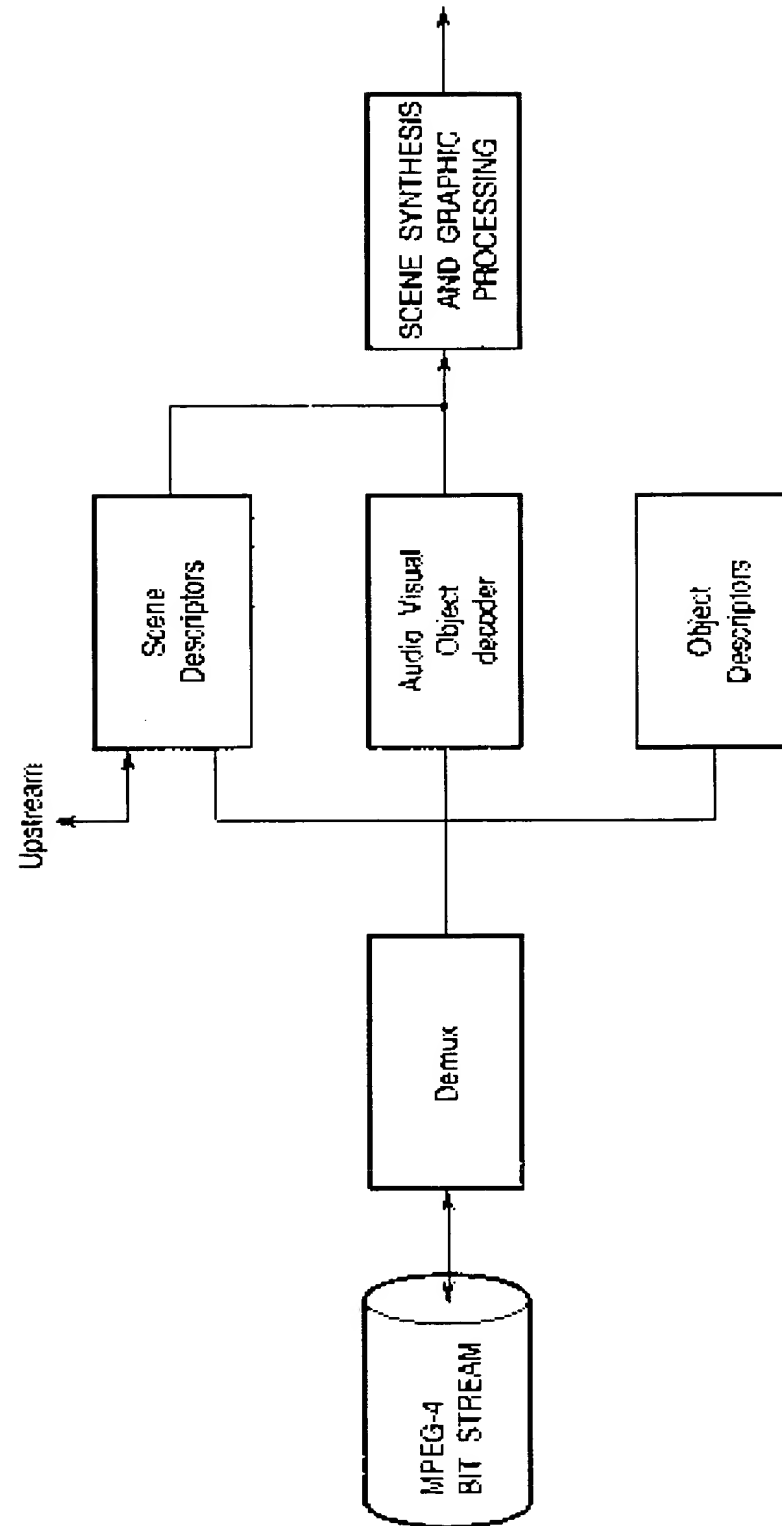 Upstream
Scene
Descriptors
SCENE SYNTHESIS
AND GRAPHIC
PROCESSING
MPEG-4
BIT STREAM
Demux
Audio Visual
Object
decoder
Object
Descriptors